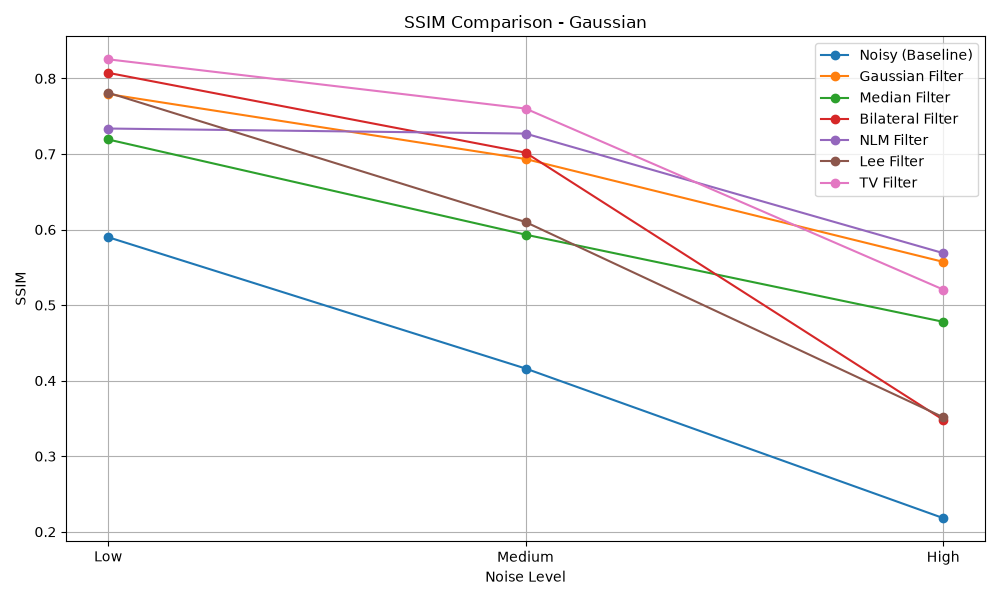 SSIM Comparison - Gaussian
Noisy (Baseline)
Gaussian Filter
Median Filter
Bilateral Filter
NLM Filter
Lee Filter
TV Filter
SSIM
0.8
0.7
0.6
0.5
0.4
0.3
0.2
Low
Medium
High
Noise Level